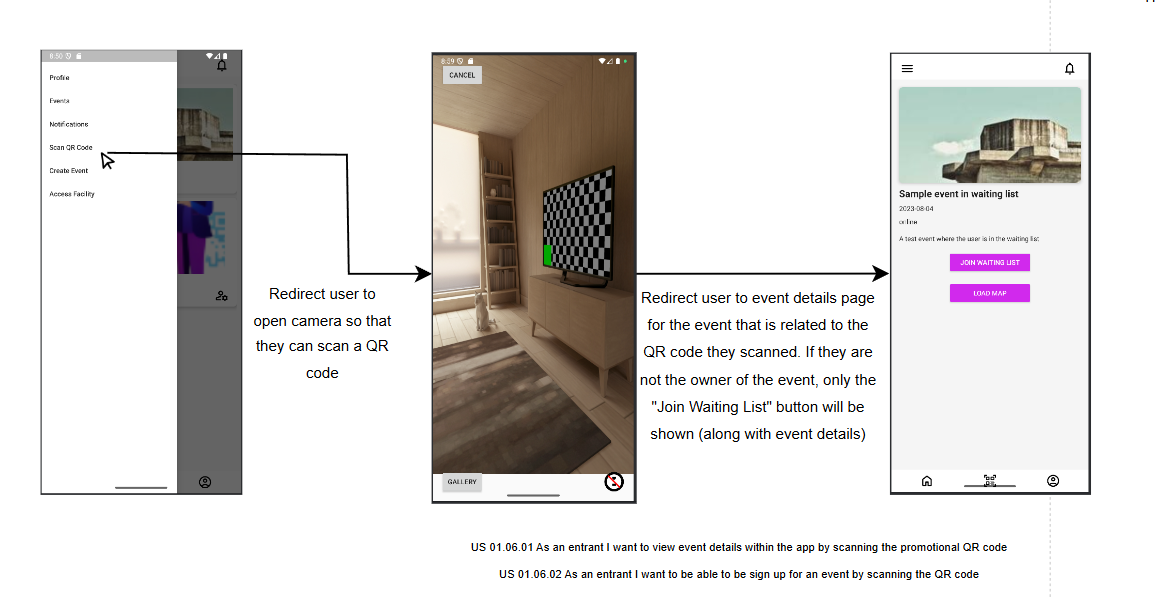 8:50
Profile
Events
Notifications
Scan QR Code
Create Event
Access Facility
Redirect user to
open camera so that
they can scan a QR
code
8:59
CANCEL
GALLERY
Redirect user to event details page
for the event that is related to the
QR code they scanned. If they are
not the owner of the event, only the
"Join Waiting List" button will be
shown (along with event details)
Sample event in waiting list
2023-08-04
online
A test event where the user is in the waiting list
JOIN WAITING LIST
LOAD MAP
US 01.06.01 As an entrant I want to view event details within the app by scanning the promotional QR code
US 01.06.02 As an entrant I want to be able to be sign up for an event by scanning the QR code